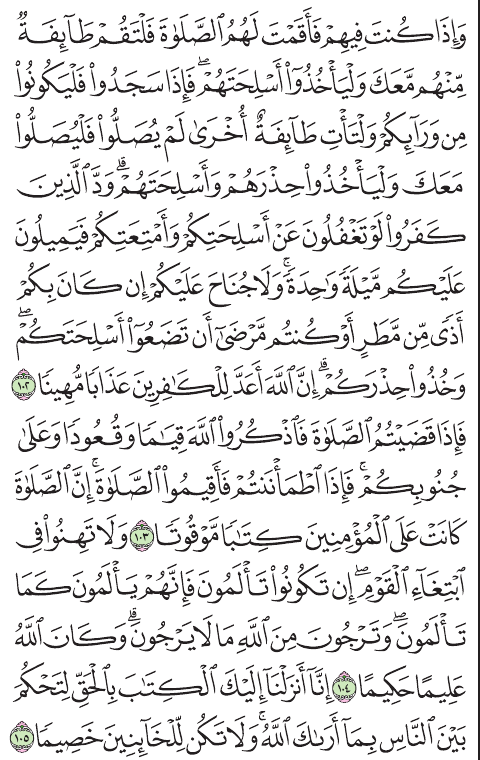 وَإِذَا كُنتَ فِيهِمْ فَأَقَمْتَ لَهُمُ ٱلصَّلَوٰةَ فَلْتَقُمْ طَآئِفَةٌ
مِّنْهُم مَّعَكَ وَلْيَأْخُذُوٓا۟ أَسْلِحَتَهُمْۖ فَإِذَا سَجَدُوا۟ فَلْيَكُونُوا۟
مِن وَرَآئِكُمْ وَلْتَأْتِ طَآئِفَةٌ أُخْرَىٰ لَمْ يُصَلُّوا۟ فَلْيُصَلُّوا۟
مَعَكَ وَلْيَأْخُذُوا۟ حِذْرَهُمْ وَأَسْلِحَتَهُمْۗ وَدَّ ٱلَّذِينَ
كَفَرُوا۟ لَوْ تَغْفُلُونَ عَنْ أَسْلِحَتِكُمْ وَأَمْتِعَتِكُمْ فَيَمِيلُونَ
عَلَيْكُم مَّيْلَةً وَٰحِدَةًۚ وَلَا جُنَاحَ عَلَيْكُمْ إِن كَانَ بِكُمْ
أَذًى مِّن مَّطَرٍ أَوْ كُنتُم مَّرْضَىٰٓ أَن تَضَعُوٓا۟ أَسْلِحَتَكُمْۖ
وَخُذُوا۟ حِذْرَكُمْۗ إِنَّ ٱللَّهَ أَعَدَّ لِلْكَٰفِرِينَ عَذَابًا مُّهِينًا ١٠٢
فَإِذَا قَضَيْتُمُ ٱلصَّلَوٰةَ فَٱذْكُرُوا۟ ٱللَّهَ قِيَٰمًا وَقُعُودًا وَعَلَىٰ
جُنُوبِكُمْۚ فَإِذَا ٱطْمَأْنَنتُمْ فَأَقِيمُوا۟ ٱلصَّلَوٰةَۚ إِنَّ ٱلصَّلَوٰةَ
كَانَتْ عَلَى ٱلْمُؤْمِنِينَ كِتَٰبًا مَّوْقُوتًا ١٠٣ وَلَا تَهِنُوا۟ فِى
ٱبْتِغَآءِ ٱلْقَوْمِۖ إِن تَكُونُوا۟ تَأْلَمُونَ فَإِنَّهُمْ يَأْلَمُونَ كَمَا
تَأْلَمُونَۖ وَتَرْجُونَ مِنَ ٱللَّهِ مَا لَا يَرْجُونَۗ وَكَانَ ٱللَّهُ
عَلِيمًا حَكِيمًا ١٠٤ إِنَّآ أَنزَلْنَآ إِلَيْكَ ٱلْكِتَٰبَ بِٱلْحَقِّ لِتَحْكُمَ
بَيْنَ ٱلنَّاسِ بِمَآ أَرَىٰكَ ٱللَّهُۚ وَلَا تَكُن لِّلْخَآئِنِينَ خَصِيمًا ١٠٥